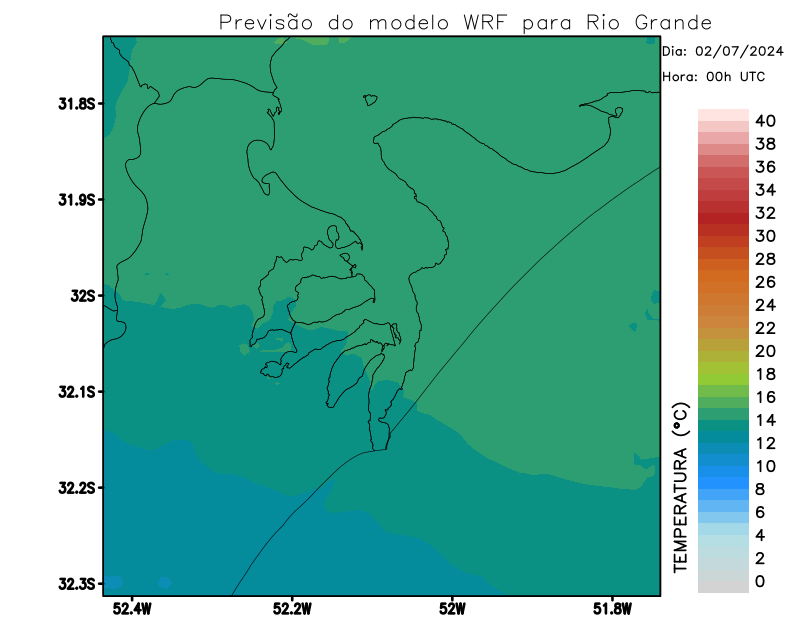 Previsão do modelo WRF para Rio Grande
Dia: 02/07/2024
Hora: 00h UTC
31.8S
31.9S
32S
32.1S
32.2S
32.3S
52.4W
52.2W
52W
51.8W
TEMPERATURA (°C)
40
38
36
34
32
30
28
26
24
22
20
18
16
14
12
10
8
6
4
2
0